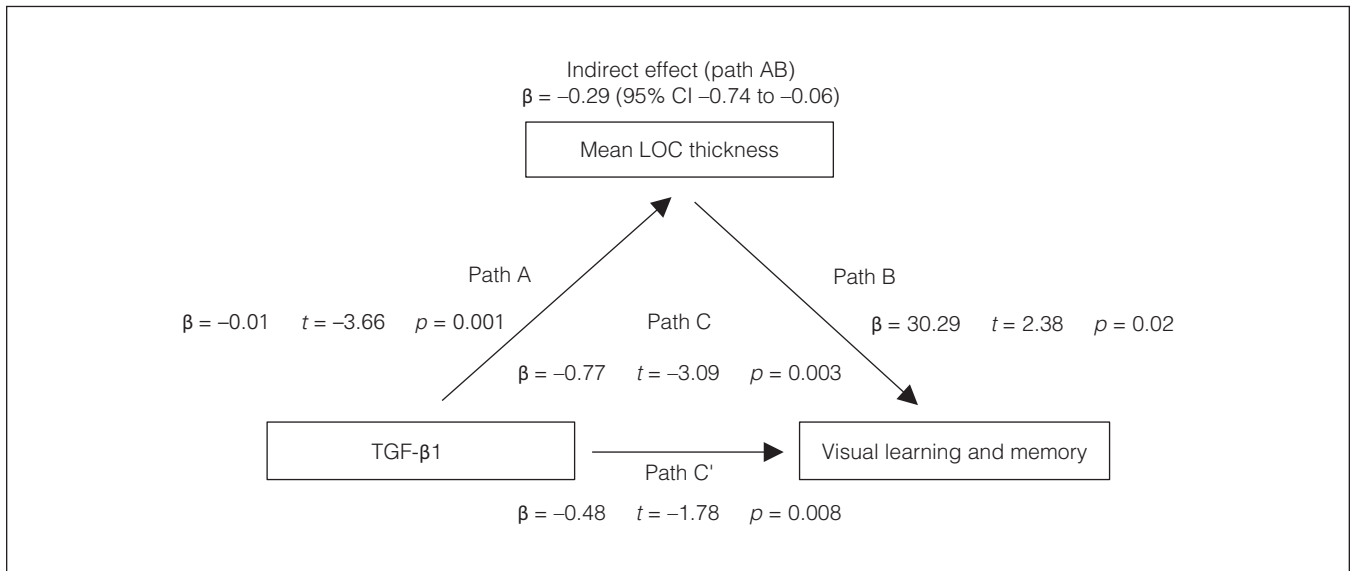 Indirect effect (path AB)
β = –0.29 (95% CI -0.74 to -0.06)
Mean LOC thickness
Path A
Path B
β = –0.01 t = –3.66 p = 0.001
Path C
β = 30.29 t = 2.38 p = 0.02
β = –0.77 t = –3.09 p = 0.003
TGF-β1
Visual learning and memory
Path C'
β = –0.48 t = –1.78 p = 0.008